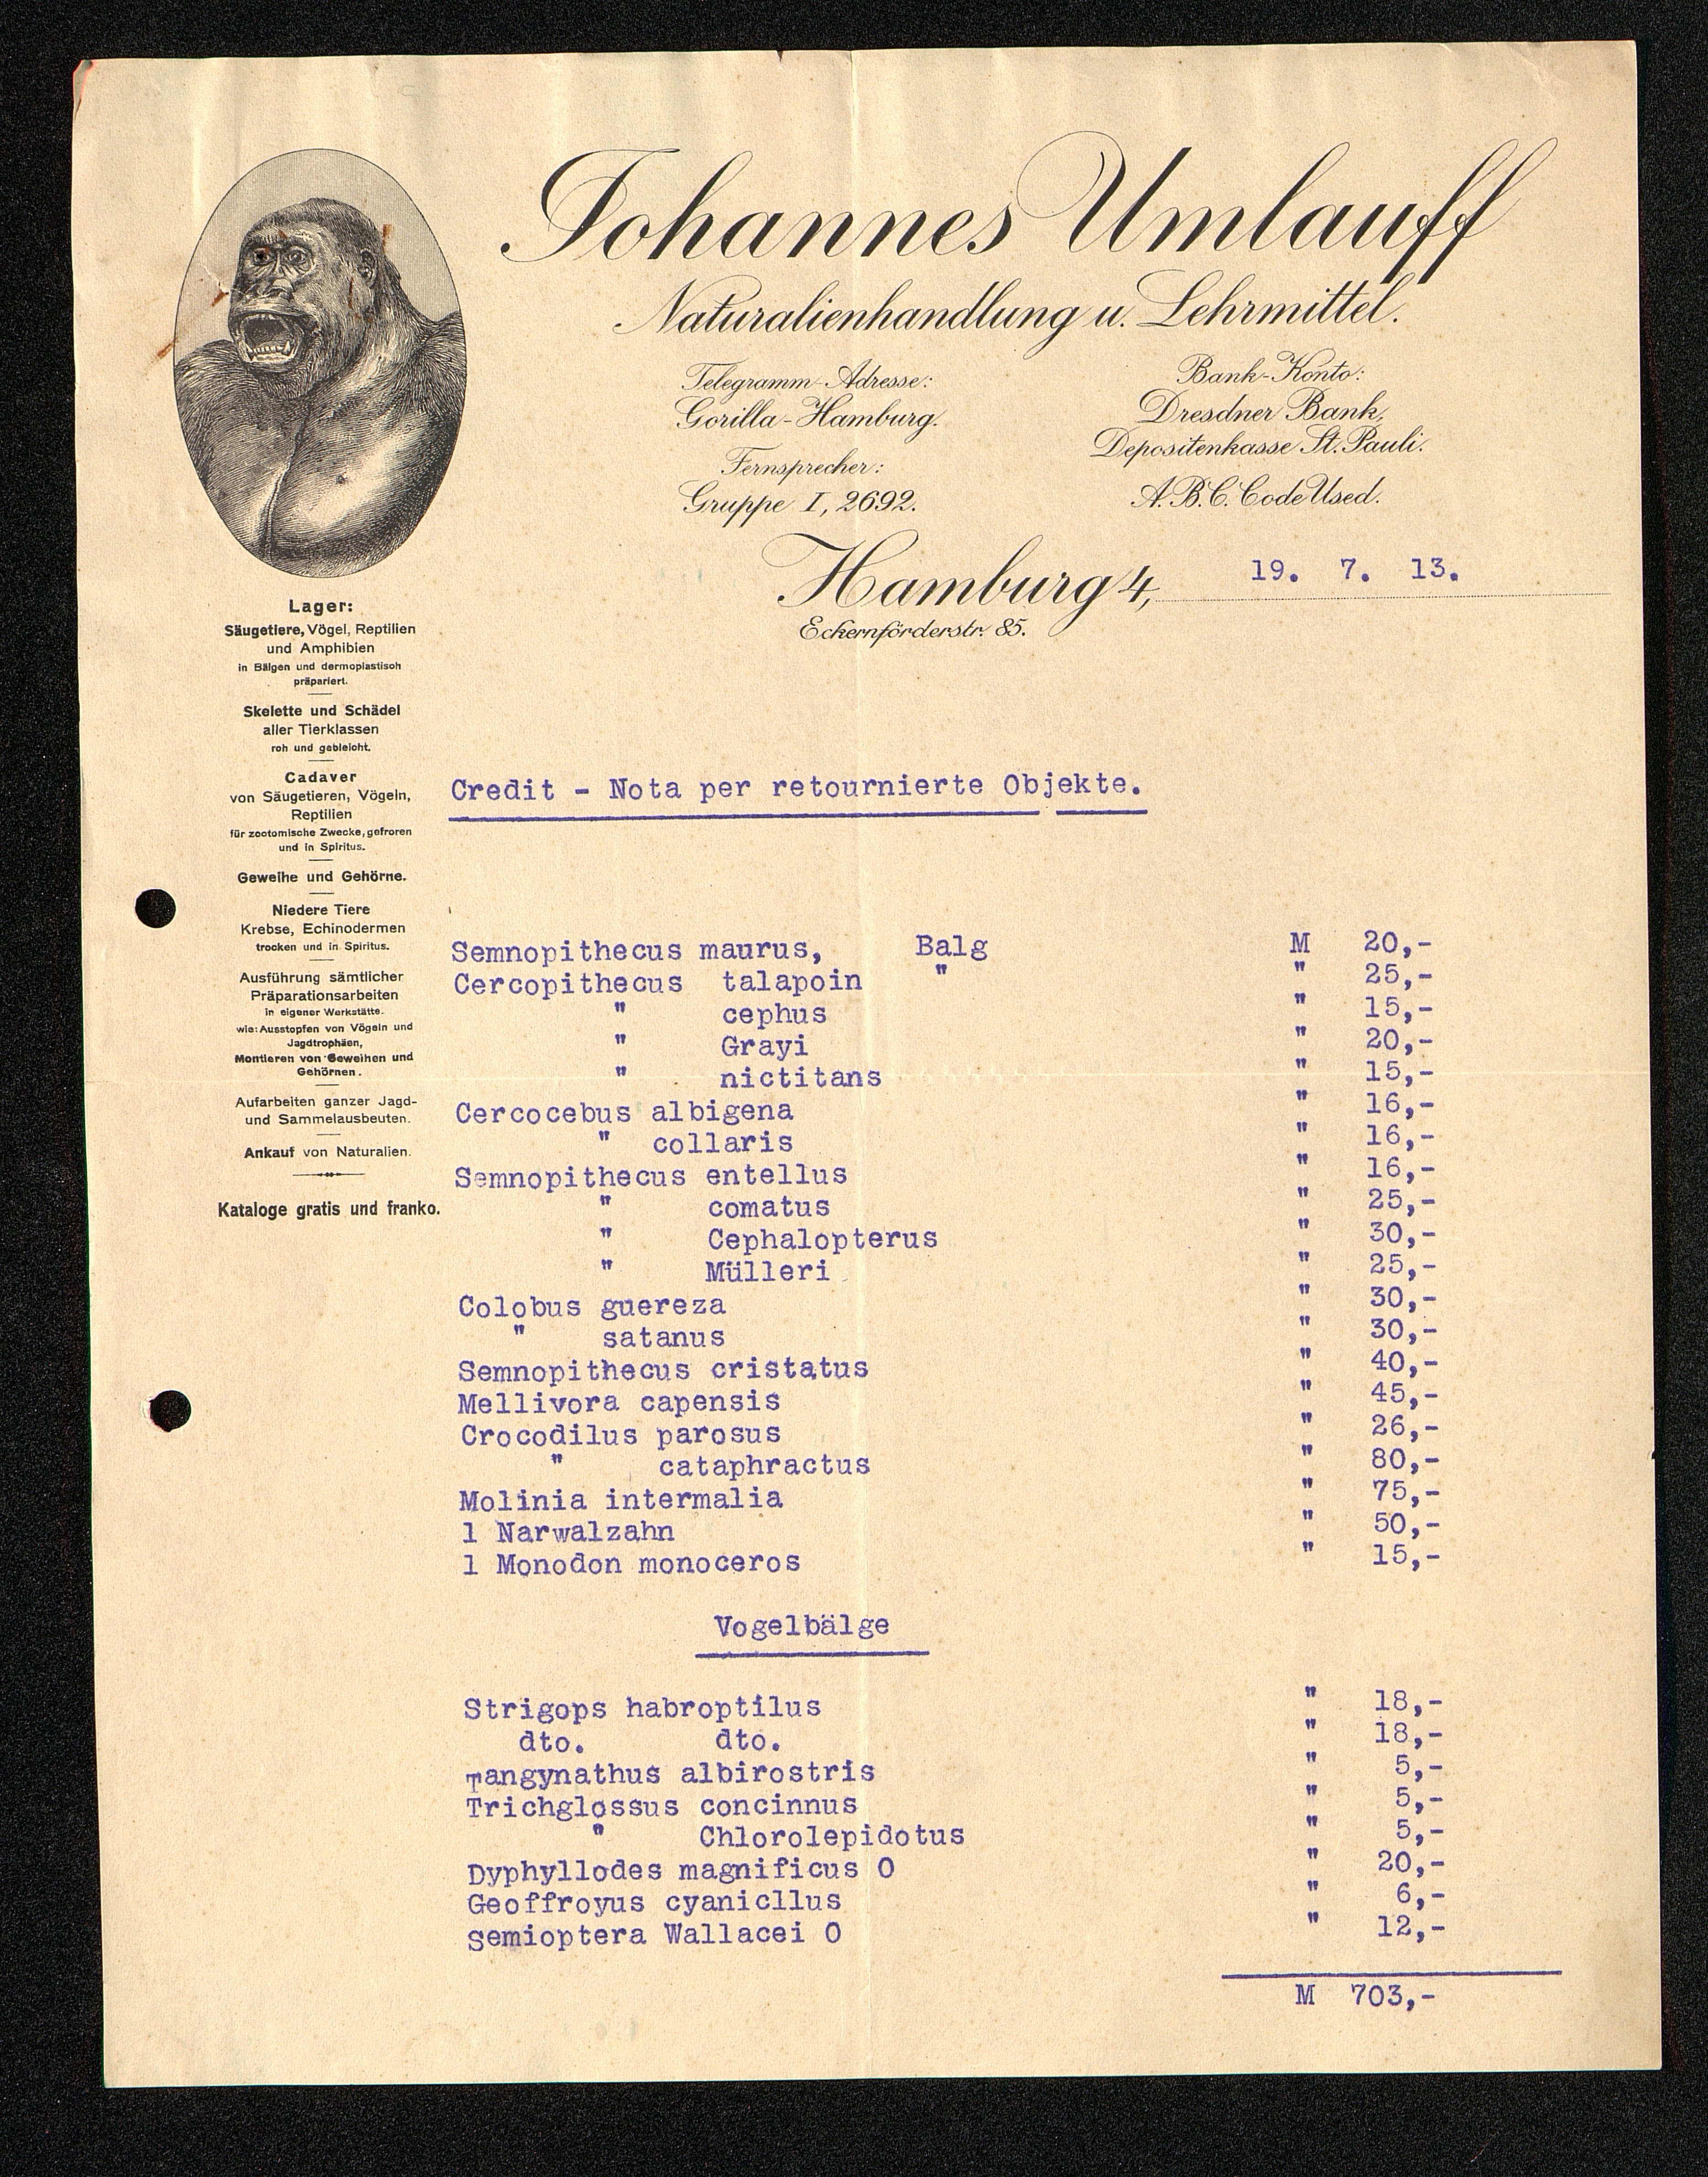 Johannes Umlauff
Naturalienhandlung u. Lehrmittel.
Telegramm-Adresse:
Gorilla-Hamburg.
Fernsprecher:
Gruppe I, 2692.
Bank-Konto:
Dresdner Bank,
Depositenkasse St. Pauli.
A.B.C. Code Used.
Hamburg 4, 19. 7. 13.
Eckernförderstr. 85.
Lager:
Säugetiere, Vögel, Reptilien
und Amphibien
in Bälgen und dermoplastisch
präpariert.
Skelette und Schädel
aller Tierklassen
roh und gebleicht.
Cadaver
von Säugetieren, Vögeln,
Reptilien
für zootomische Zwecke, gefroren
und in Spiritus.
Geweihe und Gehörne.
Niedere Tiere
Krebse, Echinodermen
trocken und in Spiritus.
Ausführung sämtlicher
Präparationsarbeiten
in eigener Werkstätte.
wie: Ausstopfen von Vögeln und
Jagdtrophäen,
Montieren von Geweihen und
Gehörnen.
Aufarbeiten ganzer Jagd-
und Sammelausbeuten.
Ankauf von Naturalien.
Kataloge gratis und franko.
Credit - Nota per retournierte Objekte.
Semnopithecus maurus, Balg M 20,-
Cercopithecus talapoin " " 25,-
" cephus " 15,-
" Grayi " 20,-
" nictitans " 15,-
Cercocebus albigena " 16,-
" collaris " 16,-
Semnopithecus entellus " 16,-
" comatus " 25,-
" Cephalopterus " 30,-
" Mülleri " 25,-
Colobus guereza " 30,-
" satanus " 30,-
Semnopithecus cristatus " 40,-
Mellivora capensis " 45,-
Crocodilus parosus " 26,-
" cataphractus " 80,-
Molinia intermalia " 75,-
1 Narwalzahn " 50,-
1 Monodon monoceros " 15,-
Vogelbälge
Strigops habroptilus " 18,-
dto. dto. " 18,-
Tangynathus albirostris " 5,-
Trichglossus concinnus " 5,-
" Chlorolepidotus " 5,-
Dyphyllodes magnificus O " 20,-
Geoffroyus cyanicllus " 6,-
Semioptera Wallacei O " 12,-
M 703,-